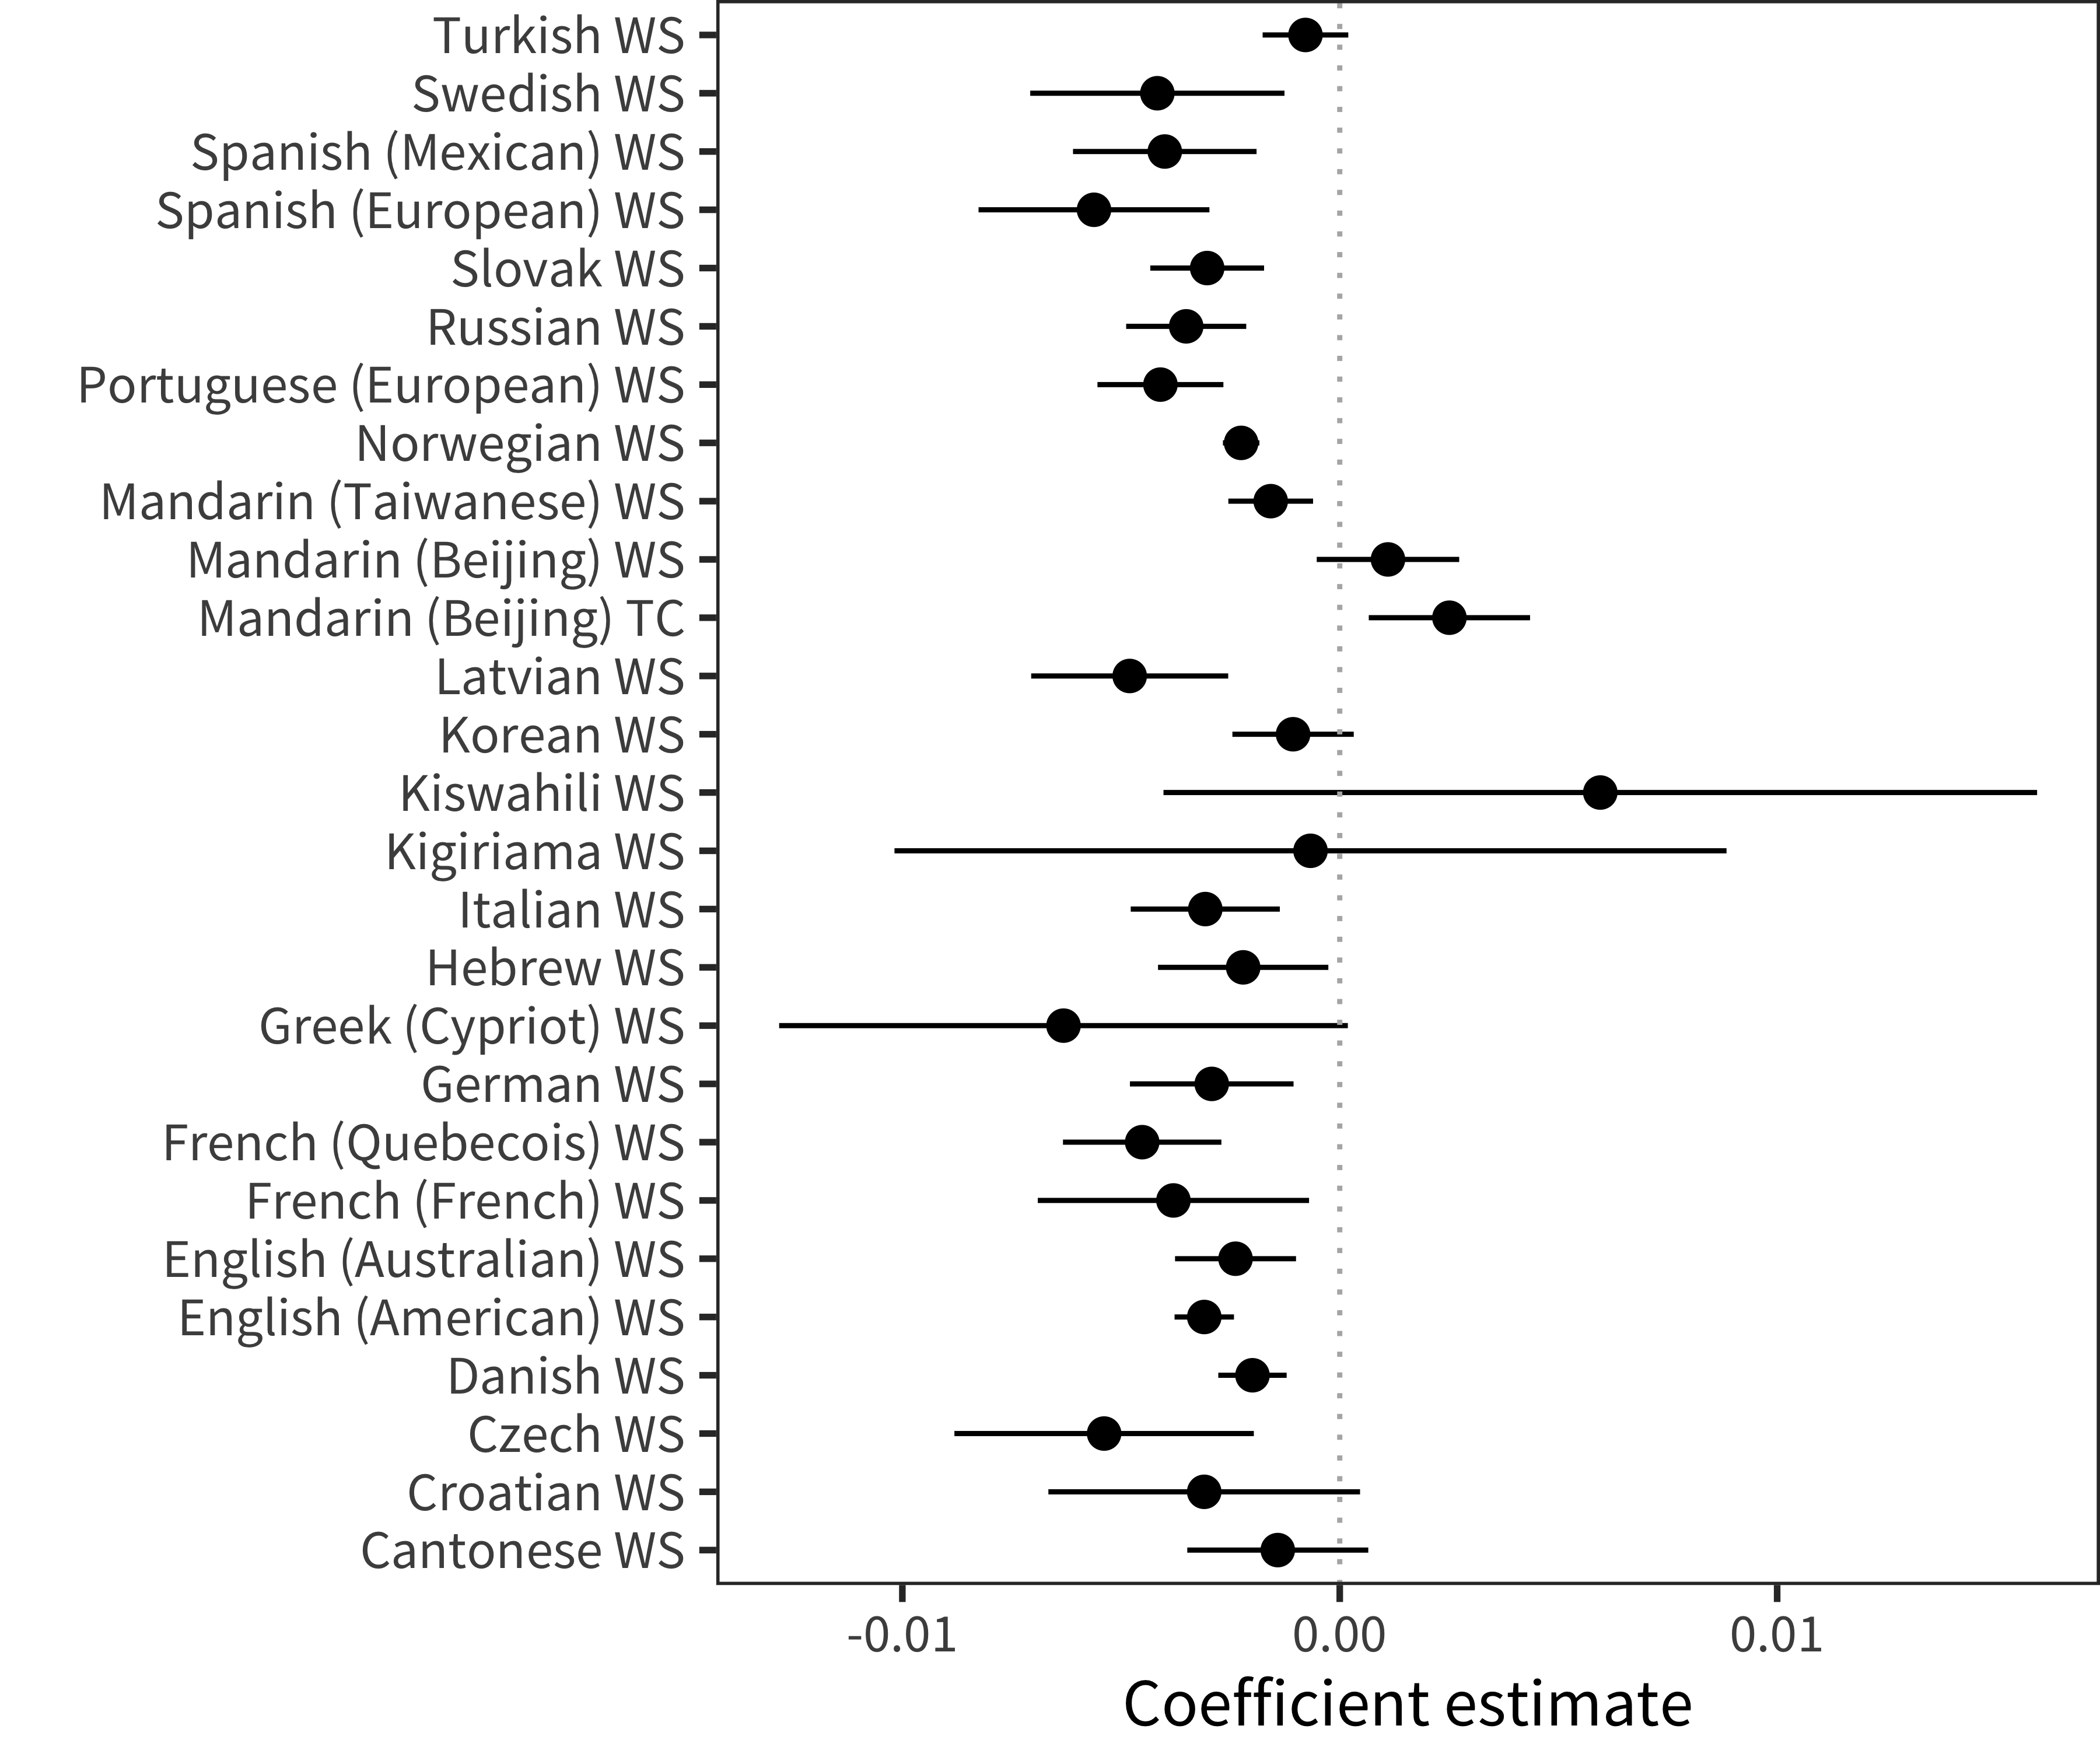 Turkish WS
Swedish WS
Spanish (Mexican) WS
Spanish (European) WS
Slovak WS
Russian WS
Portuguese (European) WS
Norwegian WS
Mandarin (Taiwanese) WS
Mandarin (Beijing) WS
Mandarin (Beijing) TC
Latvian WS
Korean WS
Kiswahili WS
Kigiriama WS
Italian WS
Hebrew WS
Greek (Cypriot) WS
German WS
French (Quebecois) WS
French (French) WS
English (Australian) WS
English (American) WS
Danish WS
Czech WS
Croatian WS
Cantonese WS
-0.01 0.00 0.01
Coefficient estimate